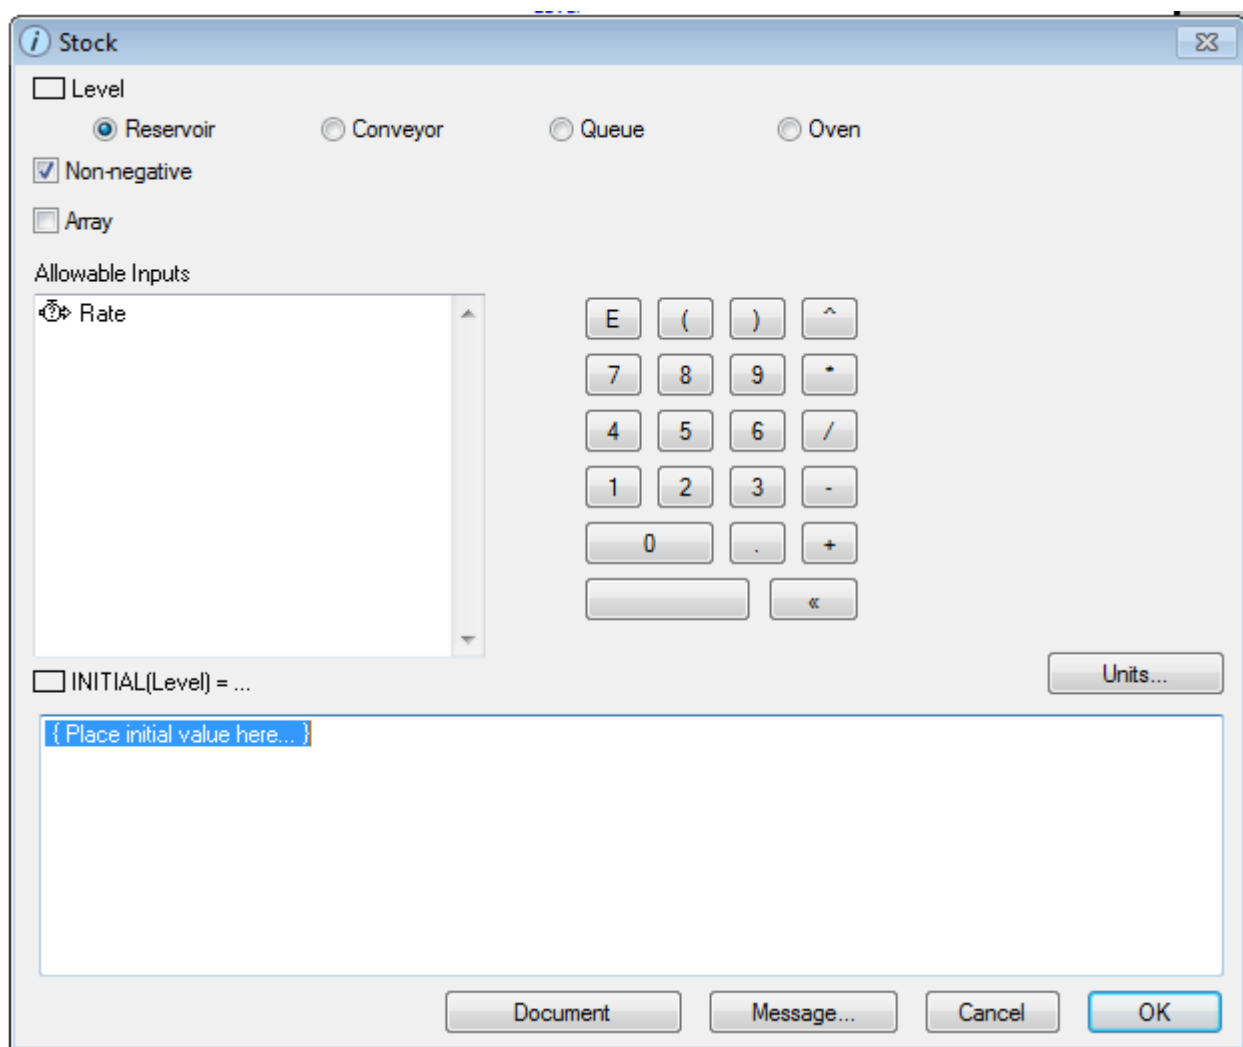 Stock
Level
Reservoir Conveyor Queue Oven
Non-negative
Array
Allowable Inputs
Rate
E ( ) ^
7 8 9 *
4 5 6 /
1 2 3 -
0 . +
«
INITIAL(Level) = ...
Units...
{ Place initial value here... }
Document Message... Cancel OK